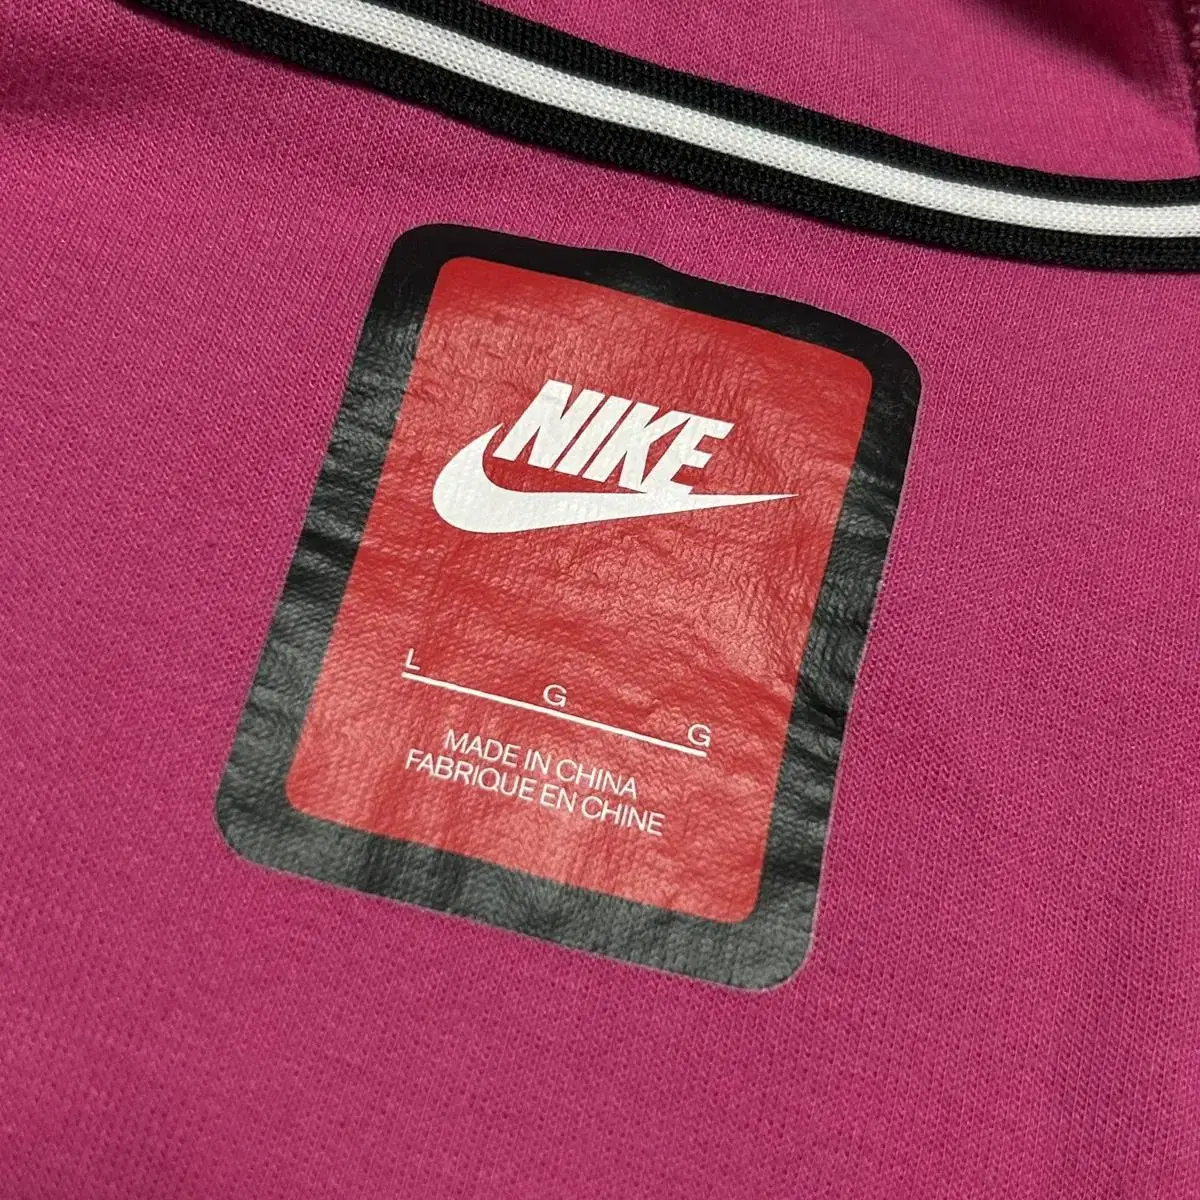 NIKE
L G G
MADE IN CHINA
FABRIQUE EN CHINE